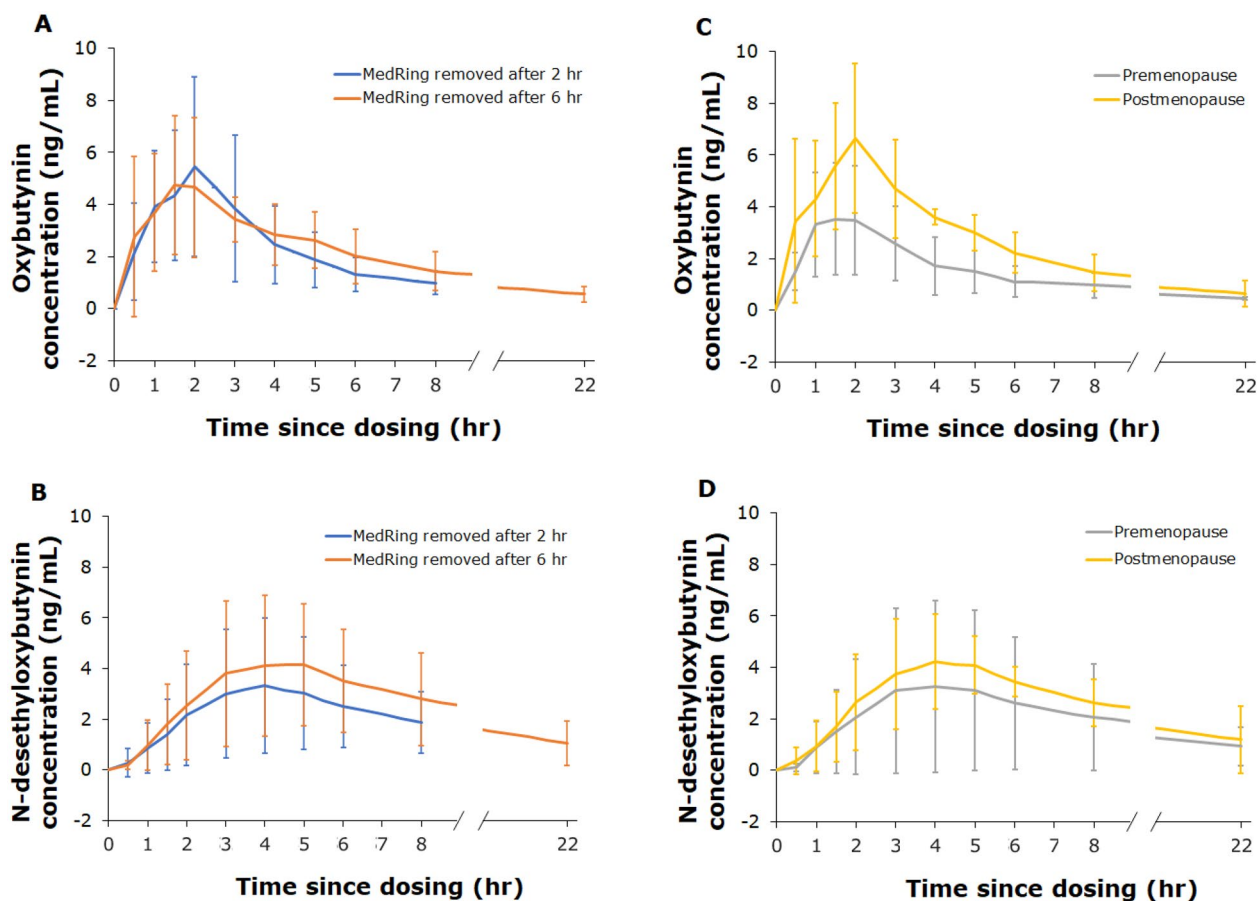 A
Oxybutynin
concentration (ng/mL)
10
8
6
4
2
0
-2
MedRing removed after 2 hr
MedRing removed after 6 hr
0 1 2 3 4 5 6 7 8 22
Time since dosing (hr)
C
Oxybutynin
concentration (ng/mL)
10
8
6
4
2
0
-2
Premenopause
Postmenopause
0 1 2 3 4 5 6 7 8 22
Time since dosing (hr)
B
N-desethyloxybutynin
concentration (ng/mL)
10
8
6
4
2
0
-2
MedRing removed after 2 hr
MedRing removed after 6 hr
0 1 2 3 4 5 6 7 8 22
Time since dosing (hr)
D
N-desethyloxybutynin
concentration (ng/mL)
10
8
6
4
2
0
-2
Premenopause
Postmenopause
0 1 2 3 4 5 6 7 8 22
Time since dosing (hr)